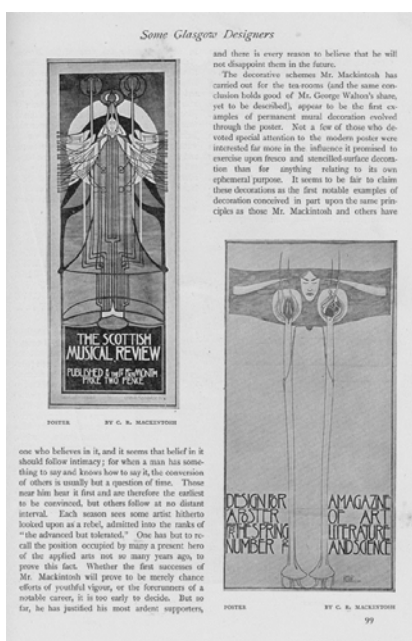 Some Glasgow Designers
THE SCOTTISH
MUSICAL REVIEW
PUBLISHED MONTH
PRICE TWO PENCE
POSTER BY C. R. MACKINTOSH
one who believes in it, and it seems that belief in it
should follow intimacy; for when a man has some-
thing to say and knows how to say it, the conversion
of others is usually but a question of time. Those
near him hear it first and are therefore the earliest
to be convinced, but others follow at no distant
interval. Each season sees some artist hitherto
looked upon as a rebel, admitted into the ranks of
"the advanced but tolerated." One has but to re-
call the position occupied by many a present hero
of the applied arts not so many years ago, to
prove this fact. Whether the first successes of
Mr. Mackintosh will prove to be merely chance
efforts of youthful vigour, or the forerunners of a
notable career, it is too early to decide. But so
far, he has justified his most ardent supporters,
and there is every reason to believe that he will
not disappoint them in the future.
The decorative schemes Mr. Mackintosh has
carried out for the tea-rooms (and the same con-
clusion holds good of Mr. George Walton's share,
yet to be described), appear to be the first ex-
amples of permanent mural decoration evolved
through the poster. Not a few of those who de-
voted special attention to the modern poster were
interested far more in the influence it promised to
exercise upon fresco and stencilled-surface decora-
tion than for anything relating to its own
ephemeral purpose. It seems to be fair to claim
these decorations as the first notable examples of
decoration conceived in part upon the same prin-
ciples as those Mr. Mackintosh and others have
DESIGN FOR A MAGAZINE
A POSTER OF ART
THE SPRING LITERATURE
NUMBER AND SCIENCE
POSTER BY C. R. MACKINTOSH
99